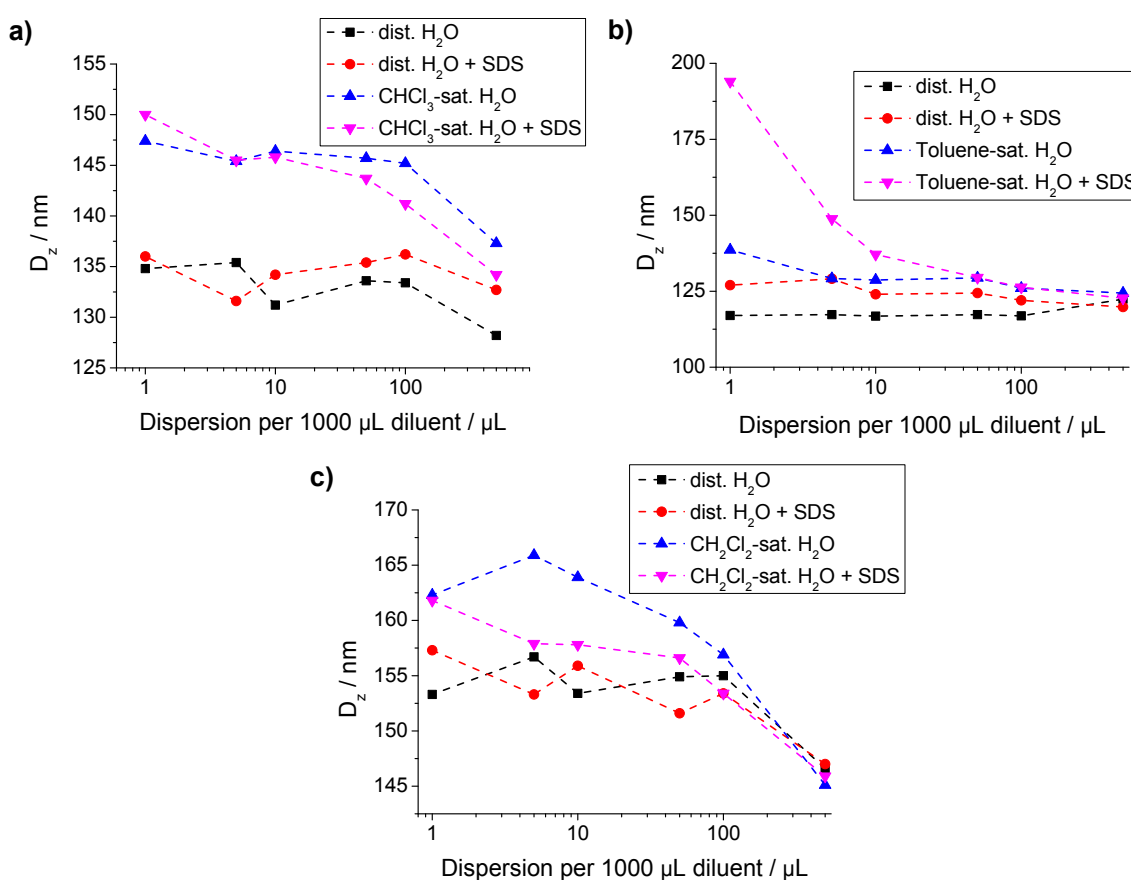 a)
dist. H₂O
dist. H₂O + SDS
CHCl₃-sat. H₂O
CHCl₃-sat. H₂O + SDS
155
150
145
140
135
130
125
D_z / nm
1
10
100
Dispersion per 1000 µL diluent / µL
b)
dist. H₂O
dist. H₂O + SDS
Toluene-sat. H₂O
Toluene-sat. H₂O + SDS
200
175
150
125
100
D_z / nm
1
10
100
Dispersion per 1000 µL diluent / µL
c)
dist. H₂O
dist. H₂O + SDS
CH₂Cl₂-sat. H₂O
CH₂Cl₂-sat. H₂O + SDS
170
165
160
155
150
145
D_z / nm
1
10
100
Dispersion per 1000 µL diluent / µL